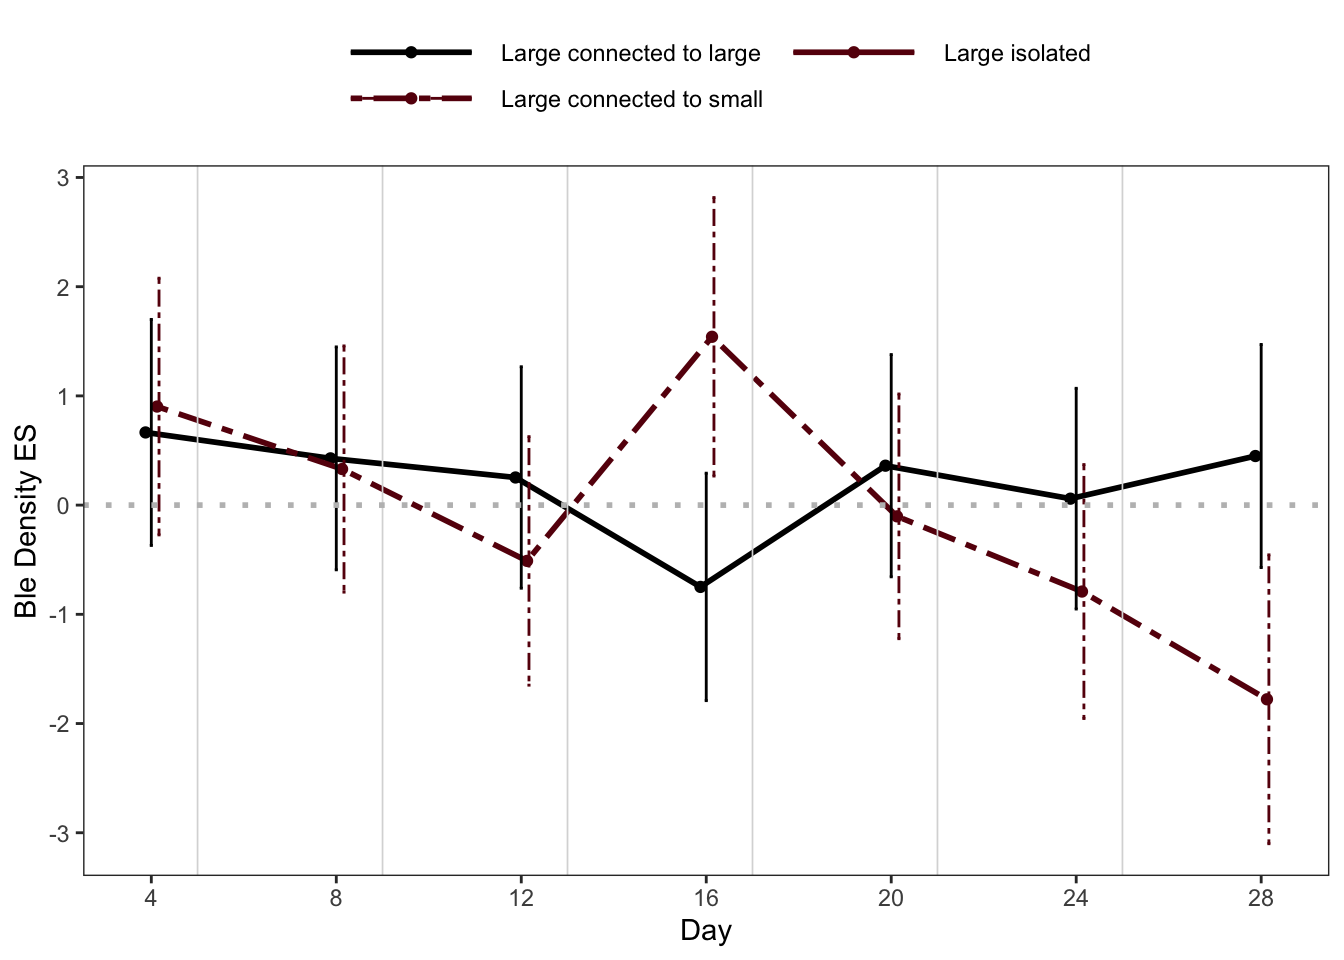 Large connected to large
Large isolated
Large connected to small
Ble Density ES
3
2
1
0
-1
-2
-3
4
8
12
16
20
24
28
Day